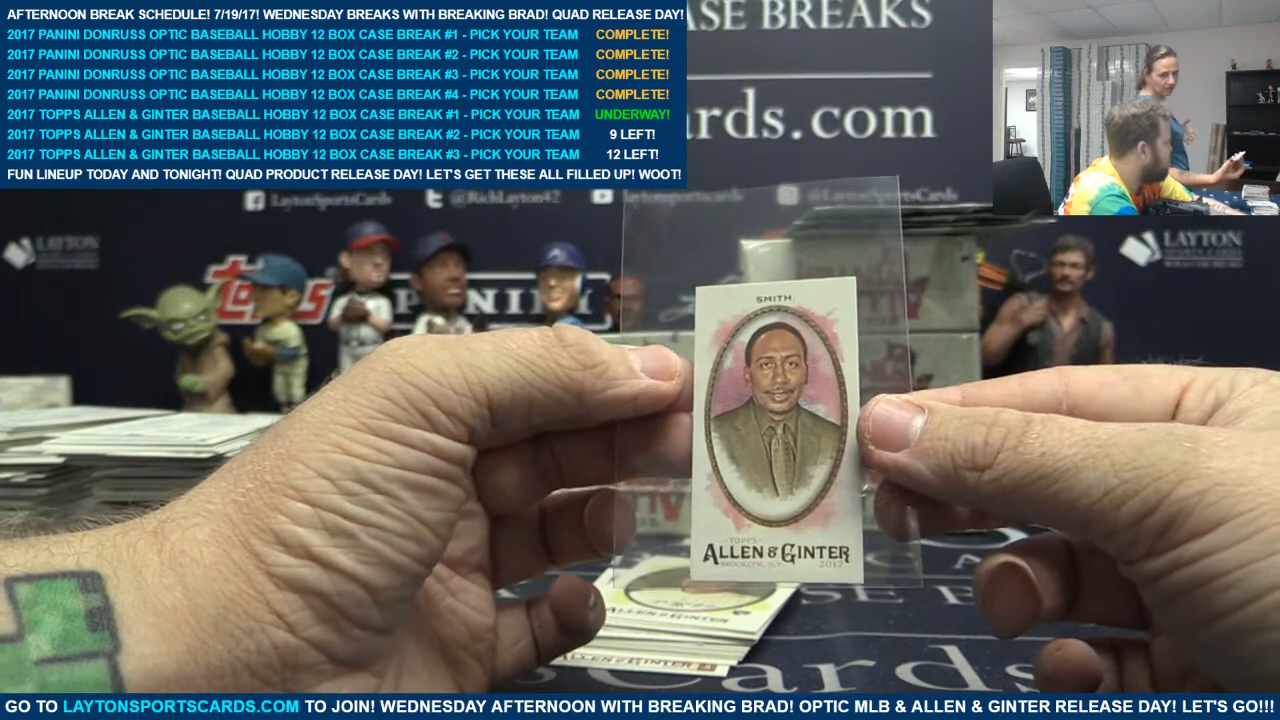 AFTERNOON BREAK SCHEDULE! 7/19/17! WEDNESDAY BREAKS WITH BREAKING BRAD! QUAD RELEASE DAY!
2017 PANINI DONRUSS OPTIC BASEBALL HOBBY 12 BOX CASE BREAK #1 - PICK YOUR TEAM COMPLETE!
2017 PANINI DONRUSS OPTIC BASEBALL HOBBY 12 BOX CASE BREAK #2 - PICK YOUR TEAM COMPLETE!
2017 PANINI DONRUSS OPTIC BASEBALL HOBBY 12 BOX CASE BREAK #3 - PICK YOUR TEAM COMPLETE!
2017 PANINI DONRUSS OPTIC BASEBALL HOBBY 12 BOX CASE BREAK #4 - PICK YOUR TEAM COMPLETE!
2017 TOPPS ALLEN & GINTER BASEBALL HOBBY 12 BOX CASE BREAK #1 - PICK YOUR TEAM UNDERWAY!
2017 TOPPS ALLEN & GINTER BASEBALL HOBBY 12 BOX CASE BREAK #2 - PICK YOUR TEAM 9 LEFT!
2017 TOPPS ALLEN & GINTER BASEBALL HOBBY 12 BOX CASE BREAK #3 - PICK YOUR TEAM 12 LEFT!
FUN LINEUP TODAY AND TONIGHT! QUAD PRODUCT RELEASE DAY! LET'S GET THESE ALL FILLED UP! WOOT!
ASE BREAKS
rds.com
LaytonSportsCards @RichLayton42 LaytonSportsCards @LaytonSportsCards
LAYTON
LAYTON
topps PANINI
SMITH
TOPPS
ALLEN & GINTER
BROOKLYN, N.Y. 2017
ALLEN & GINTER
ALLEN & GINTER
SE B
Cards
GO TO LAYTONSPORTSCARDS.COM TO JOIN! WEDNESDAY AFTERNOON WITH BREAKING BRAD! OPTIC MLB & ALLEN & GINTER RELEASE DAY! LET'S GO!!!